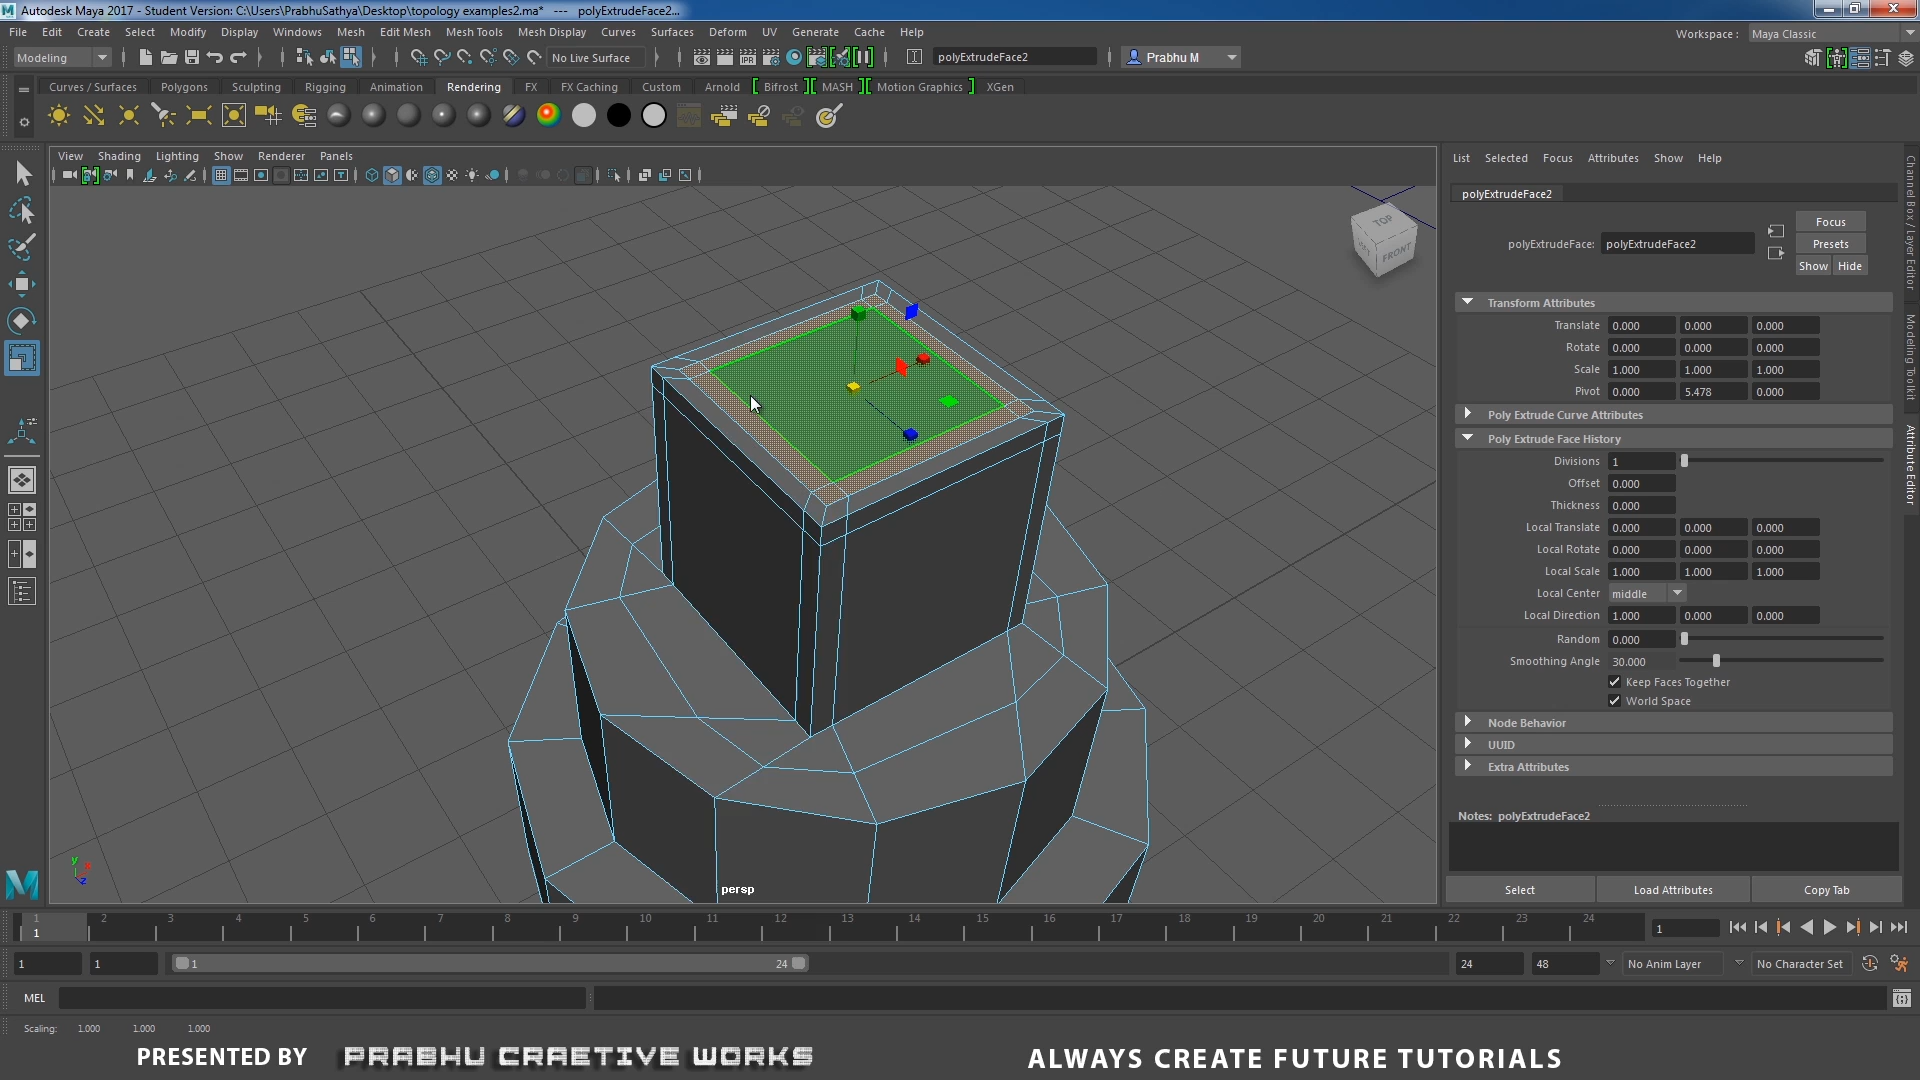 Autodesk Maya 2017 - Student Version: C:\Users\PrabhuSathya\Desktop\topology examples2.ma* --- polyExtrudeFace2...
File Edit Create Select Modify Display Windows Mesh Edit Mesh Mesh Tools Mesh Display Curves Surfaces Deform UV Generate Cache Help
Workspace : Maya Classic
Modeling No Live Surface polyExtrudeFace2 Prabhu M
Curves / Surfaces Polygons Sculpting Rigging Animation Rendering FX FX Caching Custom Arnold Bifrost MASH Motion Graphics XGen
View Shading Lighting Show Renderer Panels
List Selected Focus Attributes Show Help
polyExtrudeFace2
Focus
polyExtrudeFace: polyExtrudeFace2 Presets
Show Hide
TOP
FRONT
Transform Attributes
Translate 0.000 0.000 0.000
Rotate 0.000 0.000 0.000
Scale 1.000 1.000 1.000
Pivot 0.000 5.478 0.000
Poly Extrude Curve Attributes
Poly Extrude Face History
Divisions 1
Offset 0.000
Thickness 0.000
Local Translate 0.000 0.000 0.000
Local Rotate 0.000 0.000 0.000
Local Scale 1.000 1.000 1.000
Local Center middle
Local Direction 1.000 0.000 0.000
Random 0.000
Smoothing Angle 30.000
Keep Faces Together
World Space
Node Behavior
UUID
Extra Attributes
Notes: polyExtrudeFace2
Select Load Attributes Copy Tab
Channel Box / Layer Editor
Modeling Toolkit
Attribute Editor
persp
1 2 3 4 5 6 7 8 9 10 11 12 13 14 15 16 17 18 19 20 21 22 23 24
1 1
1 1 1 24 24 48 No Anim Layer No Character Set
MEL
Scaling: 1.000 1.000 1.000
PRESENTED BY PRABHU CRAETIVE WORKS ALWAYS CREATE FUTURE TUTORIALS